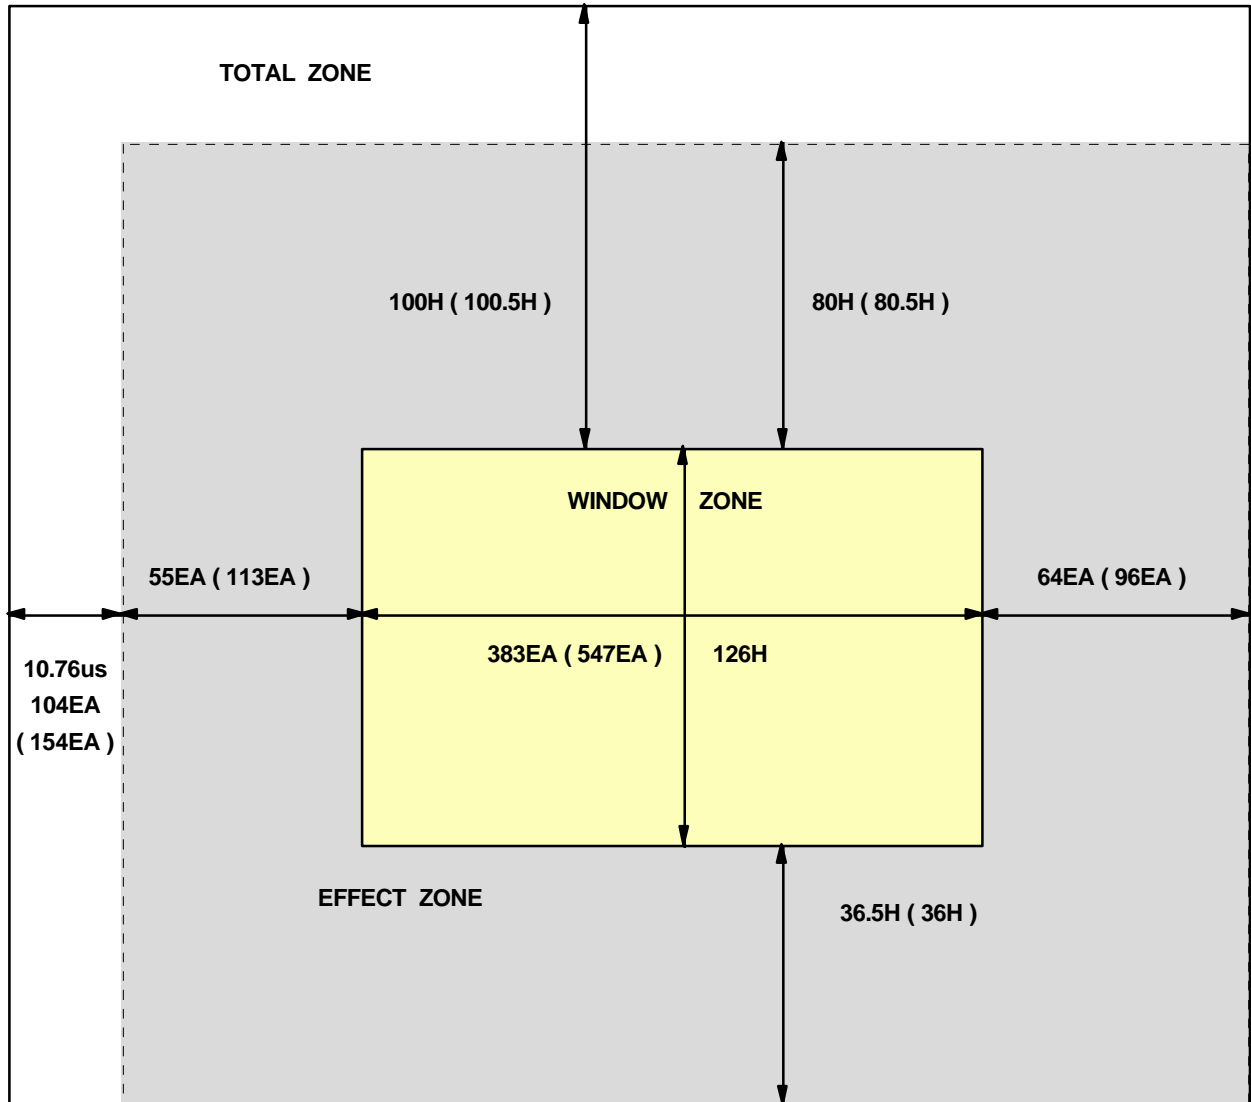 TOTAL ZONE
100H ( 100.5H )
80H ( 80.5H )
WINDOW ZONE
55EA ( 113EA )
64EA ( 96EA )
383EA ( 547EA )
126H
10.76us
104EA
( 154EA )
EFFECT ZONE
36.5H ( 36H )